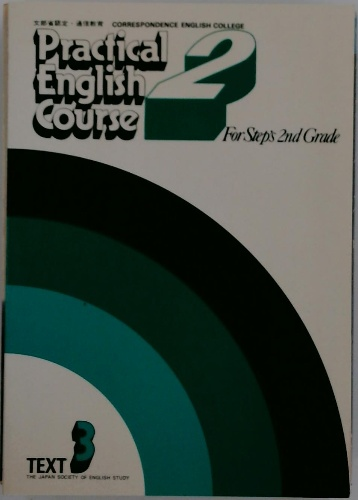 文部省認定・通信教育 CORRESPONDENCE ENGLISH COLLEGE
Practical
English
Course
2
For Step's 2nd Grade
TEXT 3
THE JAPAN SOCIETY OF ENGLISH STUDY